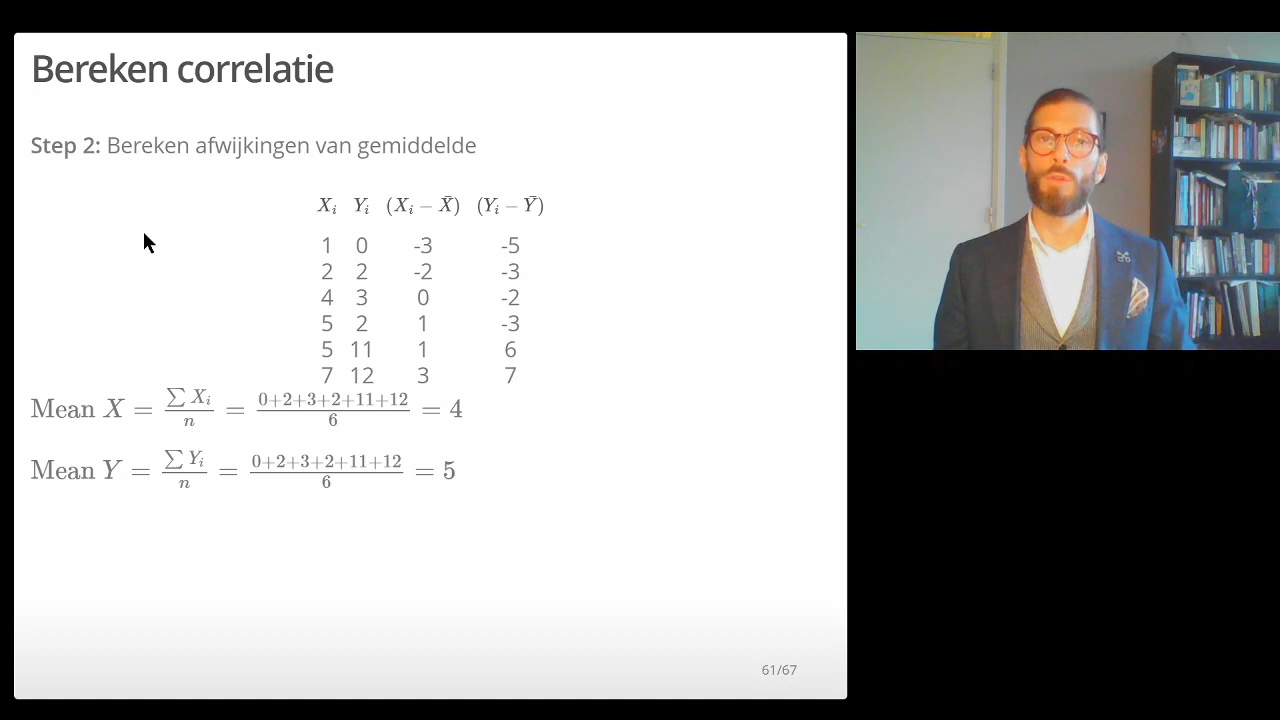 Bereken correlatie
Step 2: Bereken afwijkingen van gemiddelde
Xᵢ Yᵢ (Xᵢ − X̄) (Yᵢ − Ȳ)
1 0 -3 -5
2 2 -2 -3
4 3 0 -2
5 2 1 -3
5 11 1 6
7 12 3 7
Mean X = ∑ Xᵢ / n = 0+2+3+2+11+12 / 6 = 4
Mean Y = ∑ Yᵢ / n = 0+2+3+2+11+12 / 6 = 5
61/67